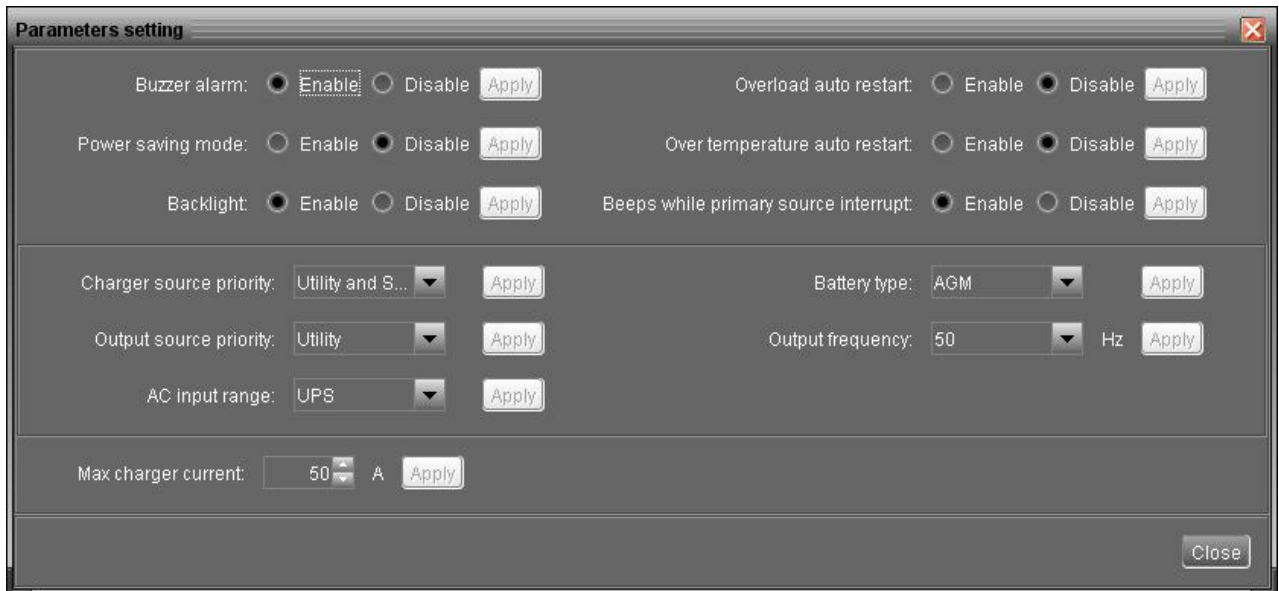 Parameters setting
Buzzer alarm: Enable Disable Apply Overload auto restart: Enable Disable Apply
Power saving mode: Enable Disable Apply Over temperature auto restart: Enable Disable Apply
Backlight: Enable Disable Apply Beeps while primary source interrupt: Enable Disable Apply
Charger source priority: Utility and S... Apply Battery type: AGM Apply
Output source priority: Utility Apply Output frequency: 50 Hz Apply
AC input range: UPS Apply
Max charger current: 50 A Apply
Close